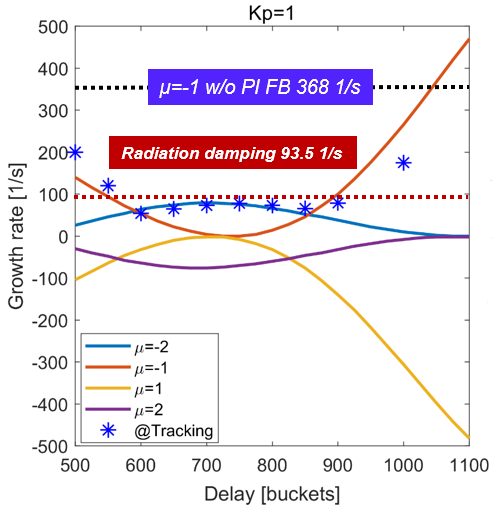 Kp=1
500
400
300
200
100
0
-100
-200
-300
-400
-500
Growth rate [1/s]
μ=-1 w/o PI FB 368 1/s
Radiation damping 93.5 1/s
μ=-2
μ=-1
μ=1
μ=2
@Tracking
500 600 700 800 900 1000 1100
Delay [buckets]